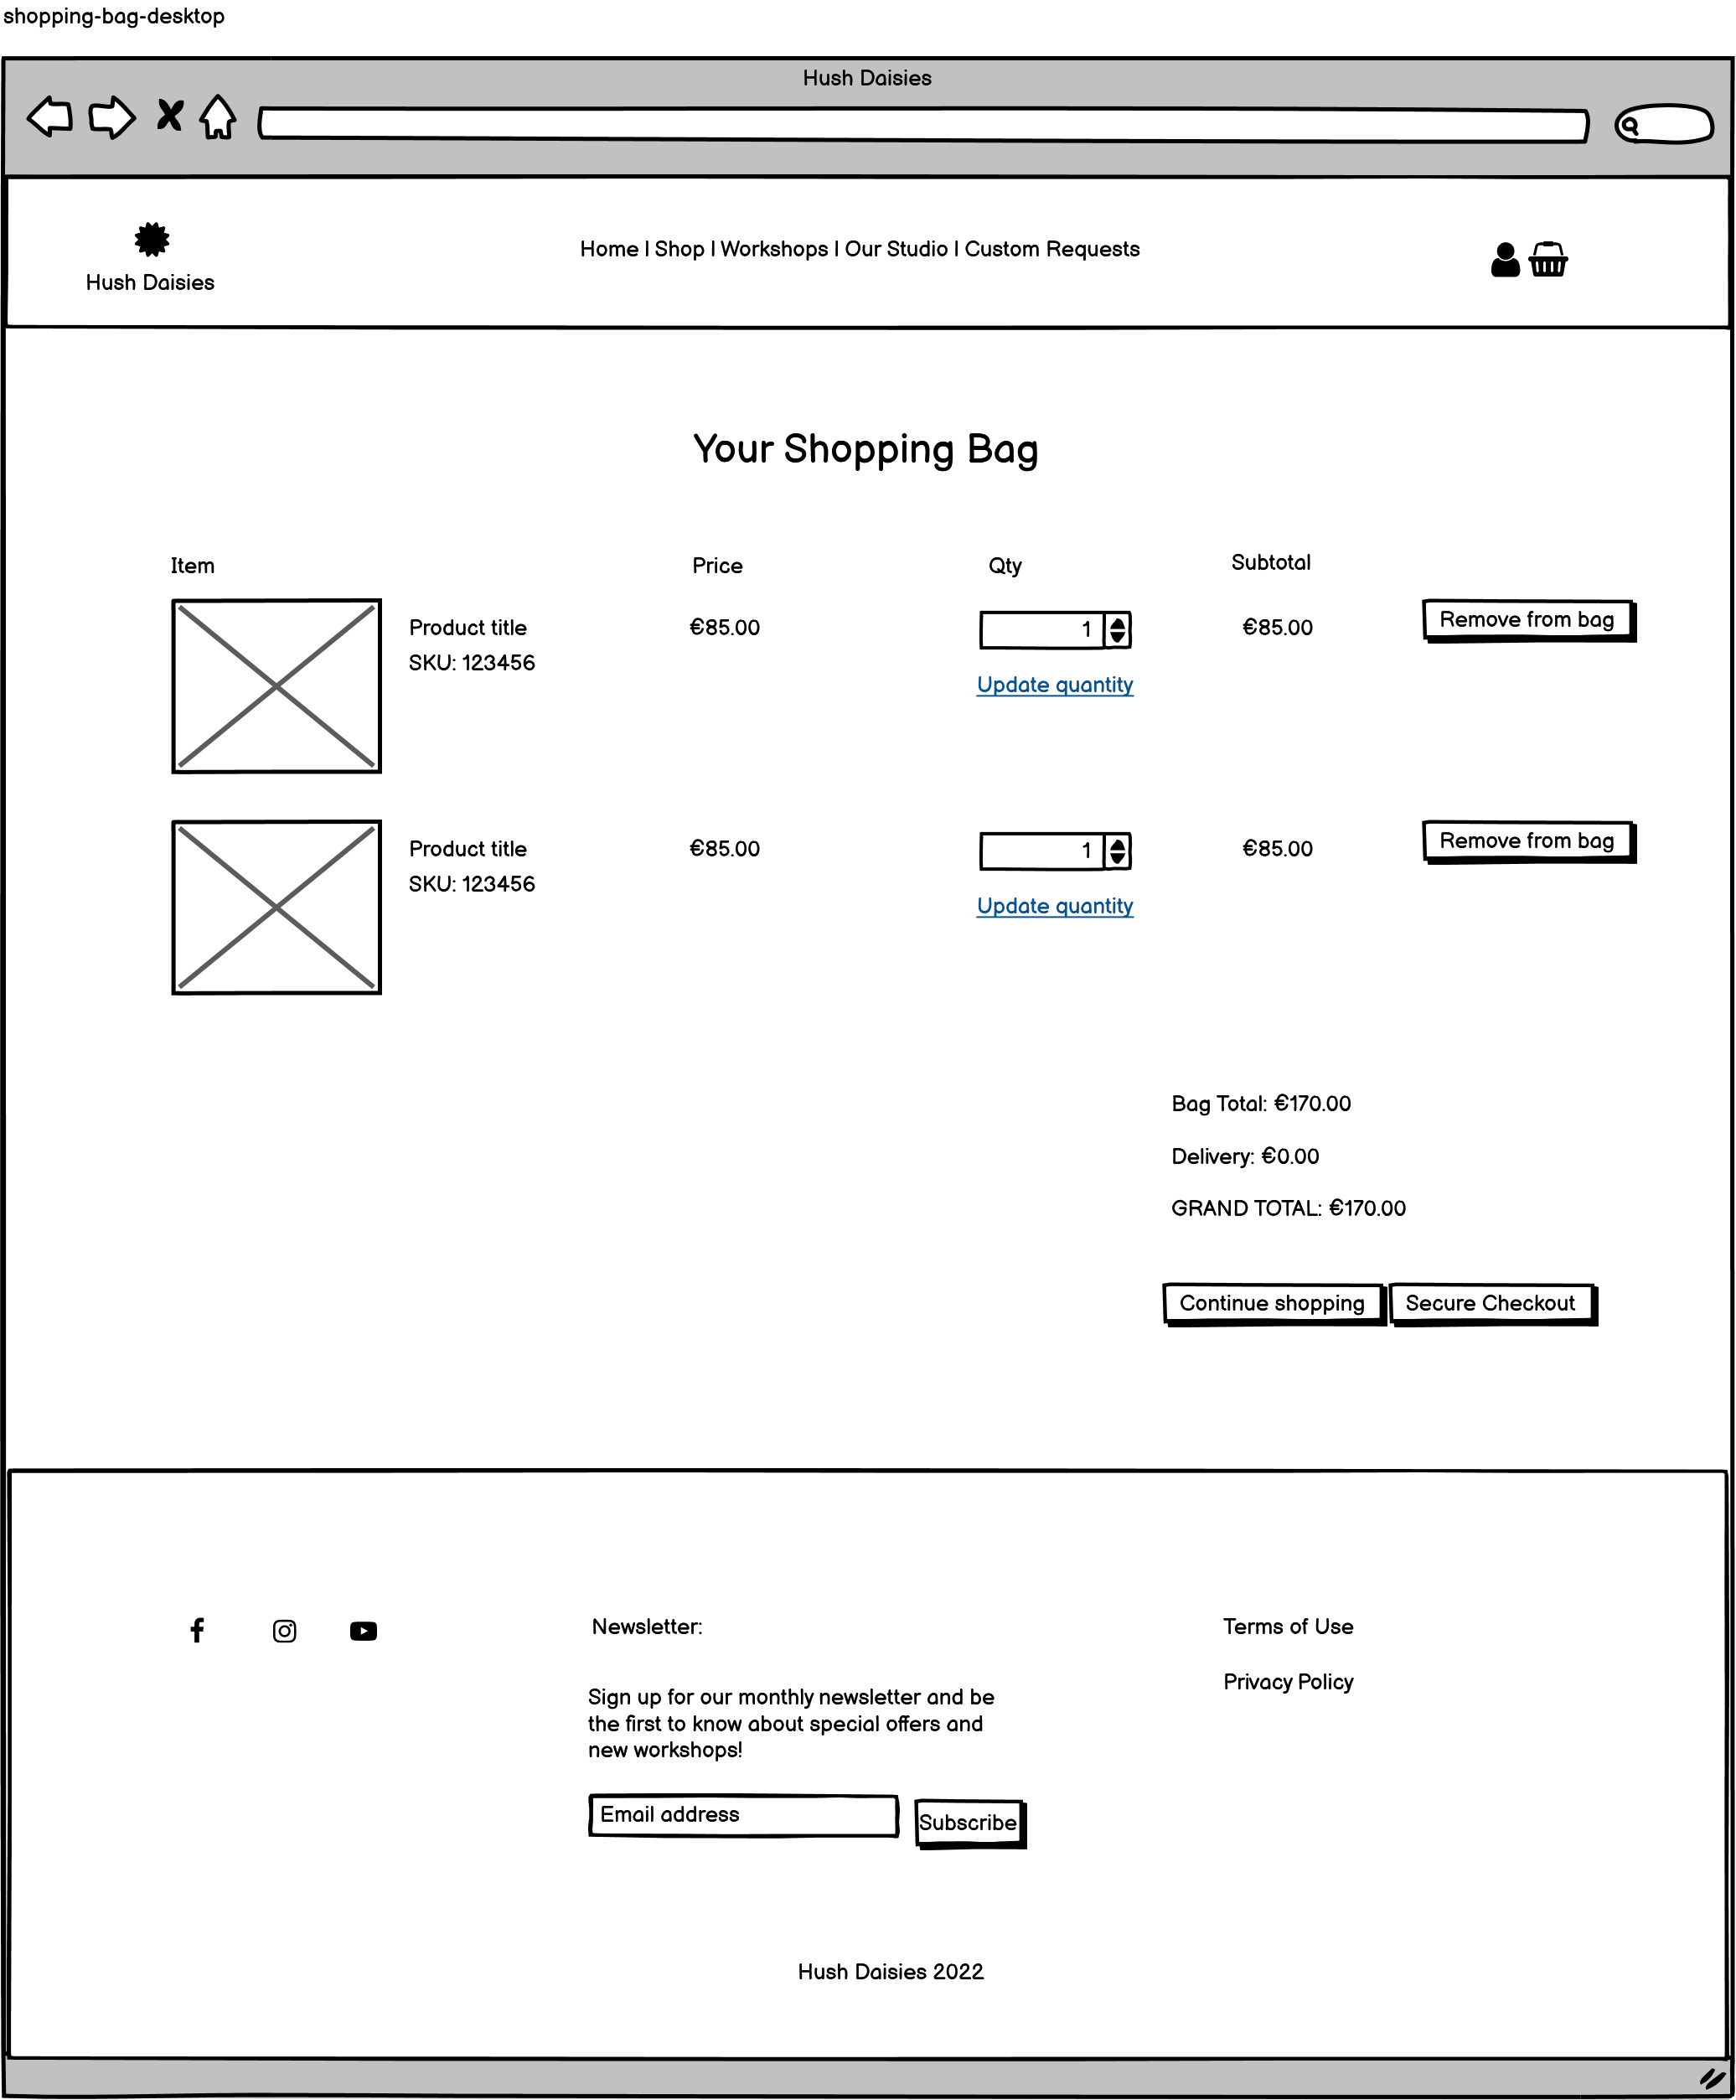 shopping-bag-desktop
Hush Daisies
Hush Daisies
Home | Shop | Workshops | Our Studio | Custom Requests
Your Shopping Bag
Item Price Qty Subtotal
Product title €85.00 1 €85.00 Remove from bag
SKU: 123456
Update quantity
Product title €85.00 1 €85.00 Remove from bag
SKU: 123456
Update quantity
Bag Total: €170.00
Delivery: €0.00
GRAND TOTAL: €170.00
Continue shopping Secure Checkout
Newsletter:
Sign up for our monthly newsletter and be
the first to know about special offers and
new workshops!
Email address Subscribe
Terms of Use
Privacy Policy
Hush Daisies 2022